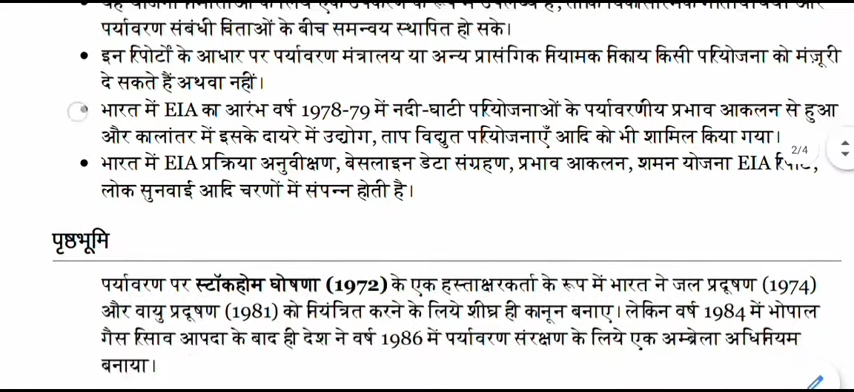 पर्यावरण संबंधी चिंताओं के बीच समन्वय स्थापित हो सके।
• इन रिपोर्टों के आधार पर पर्यावरण मंत्रालय या अन्य प्रासंगिक नियामक निकाय किसी परियोजना को मंज़ूरी
दे सकते हैं अथवा नहीं।
भारत में EIA का आरंभ वर्ष 1978-79 में नदी-घाटी परियोजनाओं के पर्यावरणीय प्रभाव आकलन से हुआ
और कालांतर में इसके दायरे में उद्योग, ताप विद्युत परियोजनाएँ आदि को भी शामिल किया गया।
2/4
• भारत में EIA प्रक्रिया अनुवीक्षण, बेसलाइन डेटा संग्रहण, प्रभाव आकलन, शमन योजना EIA
लोक सुनवाई आदि चरणों में संपन्न होती है।
पृष्ठभूमि
पर्यावरण पर स्टॉकहोम घोषणा (1972) के एक हस्ताक्षरकर्ता के रूप में भारत ने जल प्रदूषण (1974)
और वायु प्रदूषण (1981) को नियंत्रित करने के लिये शीघ्र ही कानून बनाए। लेकिन वर्ष 1984 में भोपाल
गैस रिसाव आपदा के बाद ही देश ने वर्ष 1986 में पर्यावरण संरक्षण के लिये एक अम्ब्रेला अधिनियम
बनाया।